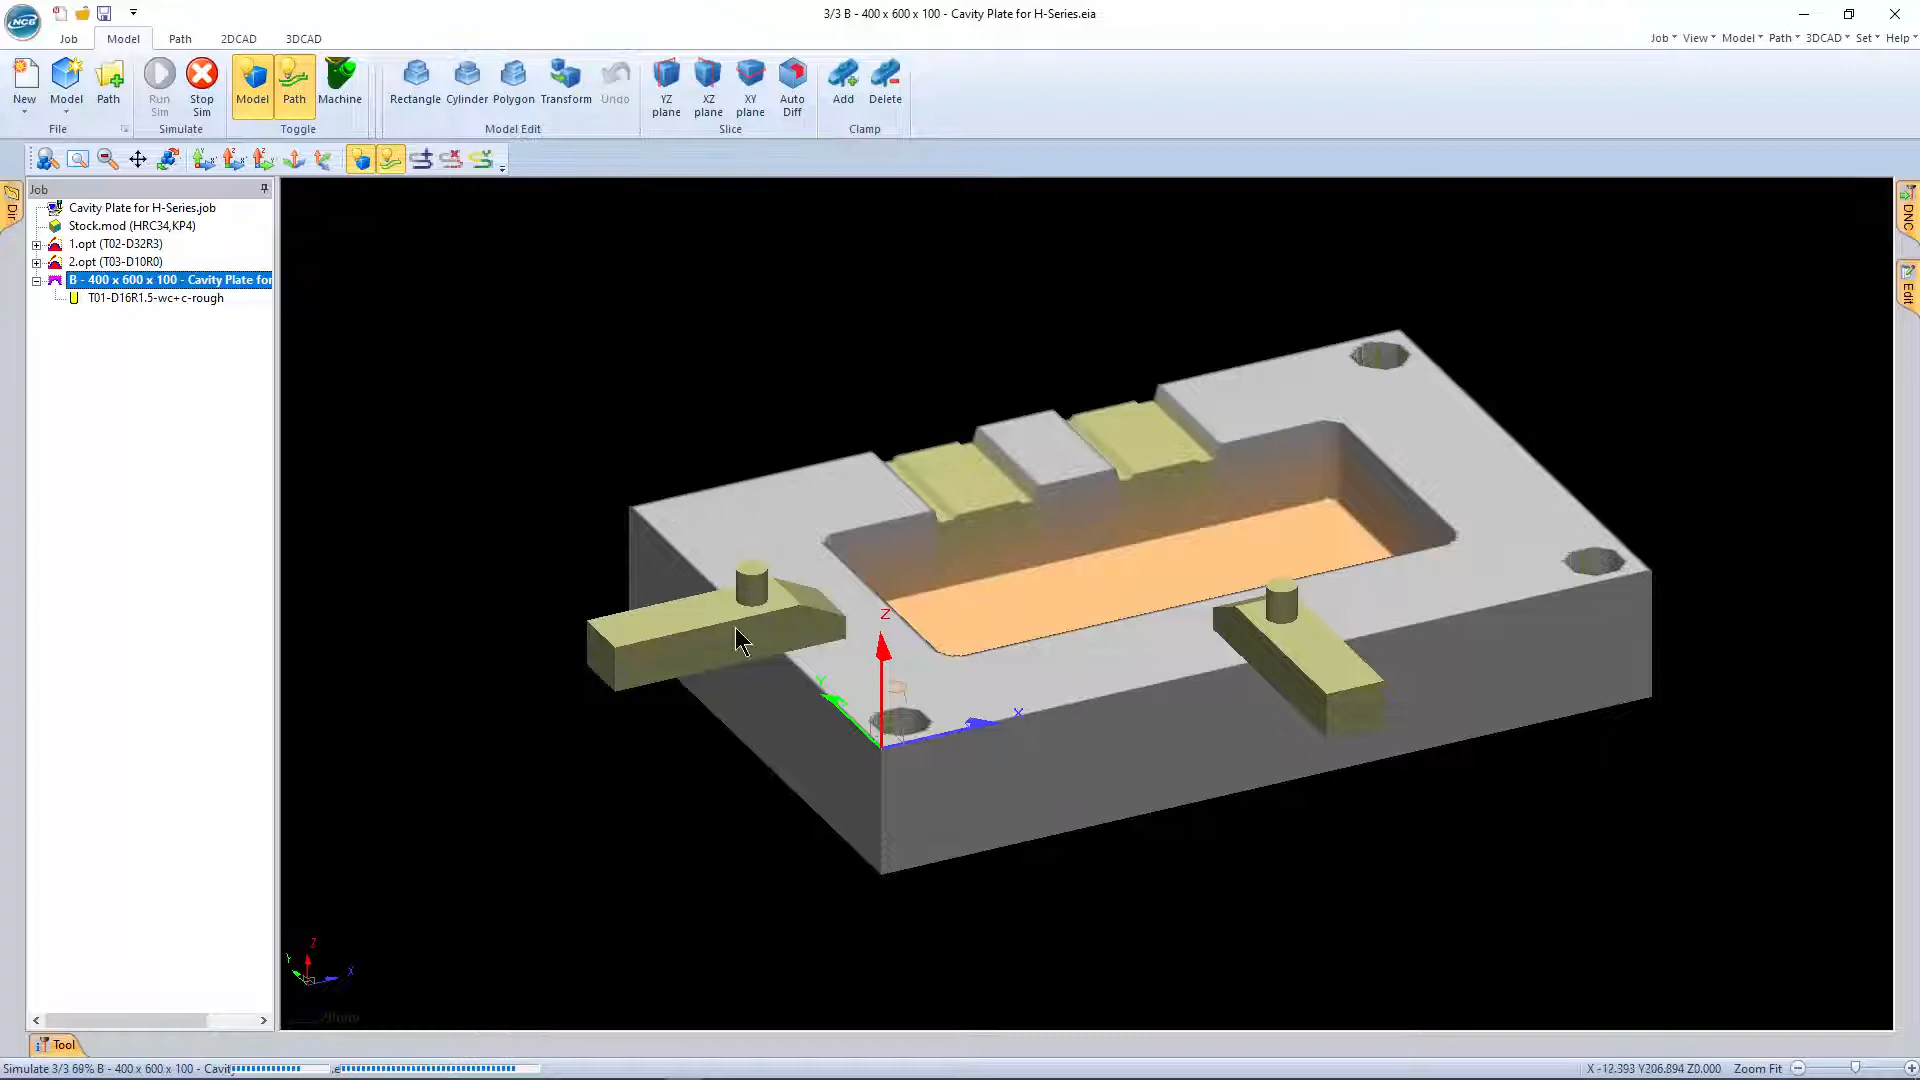 NCB
3/3 B - 400 x 600 x 100 - Cavity Plate for H-Series.eia
Job Model Path 2DCAD 3DCAD
Job View Model Path 3DCAD Set Help
New Model Path Run Sim Stop Sim Model Path Machine Rectangle Cylinder Polygon Transform Undo YZ plane XZ plane XY plane Auto Diff Add Delete
File Simulate Toggle Model Edit Slice Clamp
Job
Dir
Cavity Plate for H-Series.job
Stock.mod (HRC34,KP4)
1.opt (T02-D32R3)
2.opt (T03-D10R0)
B - 400 x 600 x 100 - Cavity Plate for
T01-D16R1.5-wc+c-rough
DNC
Edit
Z
Y
X
Z
Y
X
Tool
Simulate 3/3 69% B - 400 x 600 x 100 - Cavit
X -12.393 Y206.894 Z0.000 Zoom Fit